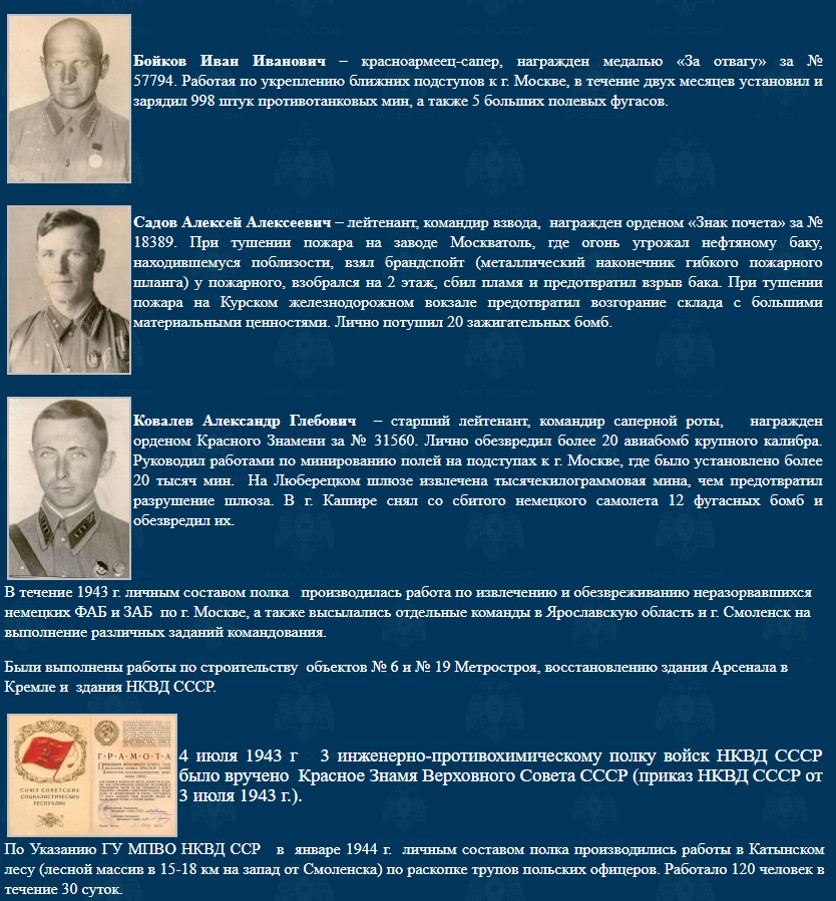 Бойков Иван Иванович – красноармеец-сапер, награжден медалью «За отвагу» за №
57794. Работая по укреплению ближних подступов к г. Москве, в течение двух месяцев установил и
зарядил 998 штук противотанковых мин, а также 5 больших полевых фугасов.
Садов Алексей Алексеевич – лейтенант, командир взвода, награжден орденом «Знак почета» за №
18389. При тушении пожара на заводе Москватоль, где огонь угрожал нефтяному баку,
находившемуся поблизости, взял брандспойт (металлический наконечник гибкого пожарного
шланга) у пожарного, взобрался на 2 этаж, сбил пламя и предотвратил взрыв бака. При тушении
пожара на Курском железнодорожном вокзале предотвратил возгорание склада с большими
материальными ценностями. Лично потушил 20 зажигательных бомб.
Ковалев Александр Глебович – старший лейтенант, командир саперной роты, награжден
орденом Красного Знамени за № 31560. Лично обезвредил более 20 авиабомб крупного калибра.
Руководил работами по минированию полей на подступах к г. Москве, где было установлено более
20 тысяч мин. На Люберецком шлюзе извлечена тысячекилограммовая мина, чем предотвратил
разрушение шлюза. В г. Кашире снял со сбитого немецкого самолета 12 фугасных бомб и
обезвредил их.
В течение 1943 г. личным составом полка производилась работа по извлечению и обезвреживанию неразорвавшихся
немецких ФАБ и ЗАБ по г. Москве, а также высылались отдельные команды в Ярославскую область и г. Смоленск на
выполнение различных заданий командования.
Были выполнены работы по строительству объектов № 6 и № 19 Метростроя, восстановлению здания Арсенала в
Кремле и здания НКВД СССР.
СОЮЗ СОВЕТСКИХ
СОЦИАЛИСТИЧЕСКИХ
РЕСПУБЛИК
ГРАМОТА
4 июля 1943 г 3 инженерно-противохимическому полку войск НКВД СССР
было вручено Красное Знамя Верховного Совета СССР (приказ НКВД СССР от
3 июля 1943 г.).
По Указанию ГУ МПВО НКВД ССР в январе 1944 г. личным составом полка производились работы в Катынском
лесу (лесной массив в 15-18 км на запад от Смоленска) по раскопке трупов польских офицеров. Работало 120 человек в
течение 30 суток.